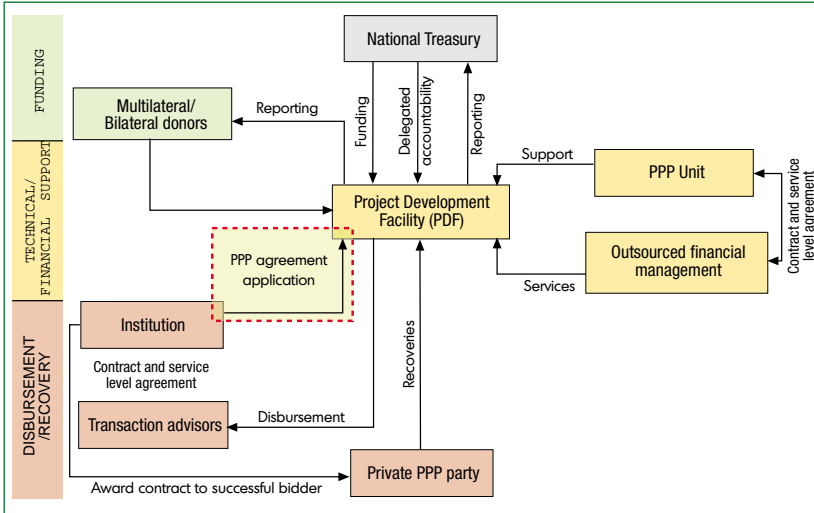 FUNDING
TECHNICAL/
FINANCIAL SUPPORT
DISBURSEMENT
/RECOVERY
National Treasury
Multilateral/
Bilateral donors
Reporting
Funding
Delegated
accountability
Reporting
Support
PPP Unit
Contract and service
level agreement
Project Development
Facility (PDF)
PPP agreement
application
Outsourced financial
management
Services
Institution
Contract and service
level agreement
Recoveries
Transaction advisors
Disbursement
Private PPP party
Award contract to successful bidder